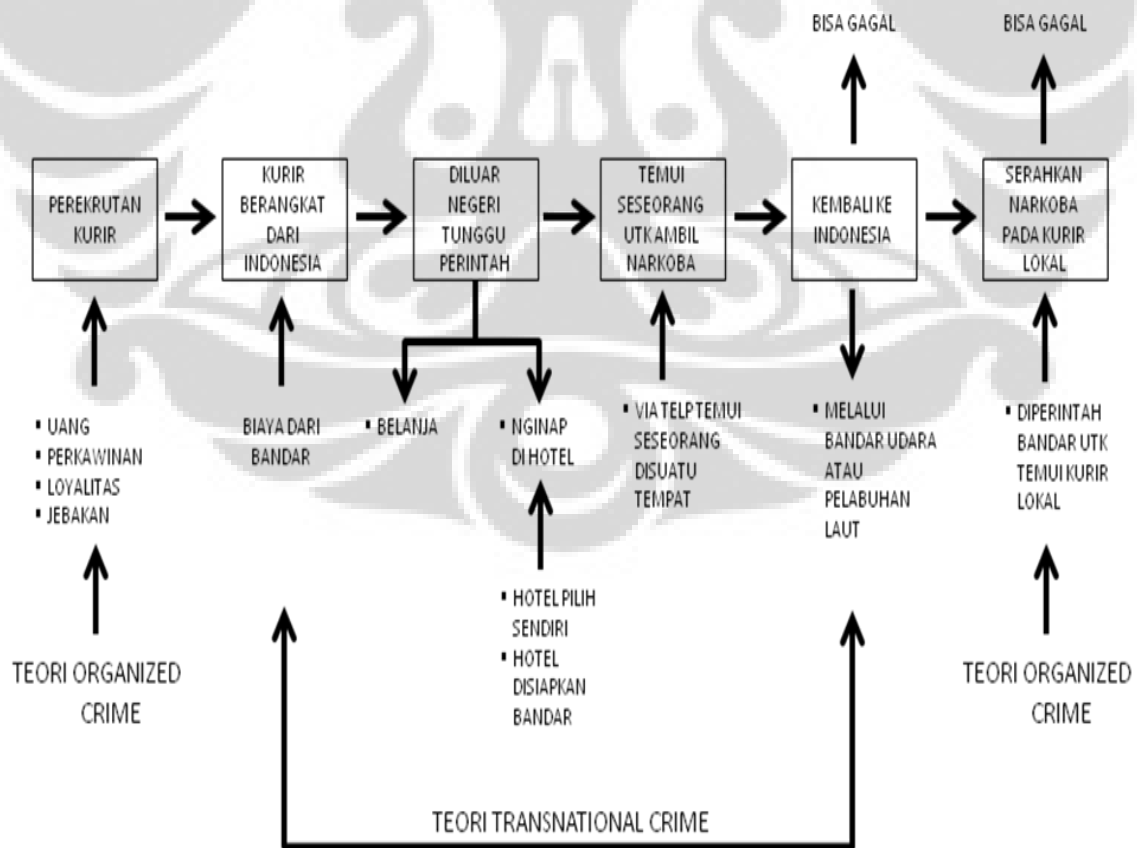 BISA GAGAL
BISA GAGAL
PEREKRUTAN
KURIR
KURIR
BERANGKAT
DARI
INDONESIA
DILUAR
NEGERI
TUNGGU
PERINTAH
TEMUI
SESEORANG
UTK AMBIL
NARKOBA
KEMBALI KE
INDONESIA
SERAHKAN
NARKOBA
PADA KURIR
LOKAL
▪ UANG
▪ PERKAWINAN
▪ LOYALITAS
▪ JEBAKAN
BIAYA DARI
BANDAR
▪ BELANJA
▪ NGINAP
DI HOTEL
▪ VIA TELP TEMUI
SESEORANG
DISUATU
TEMPAT
▪ MELALUI
BANDAR UDARA
ATAU
PELABUHAN
LAUT
▪ DIPERINTAH
BANDAR UTK
TEMUI KURIR
LOKAL
▪ HOTEL PILIH
SENDIRI
▪ HOTEL
DISIAPKAN
BANDAR
TEORI ORGANIZED
CRIME
TEORI ORGANIZED
CRIME
TEORI TRANSNATIONAL CRIME